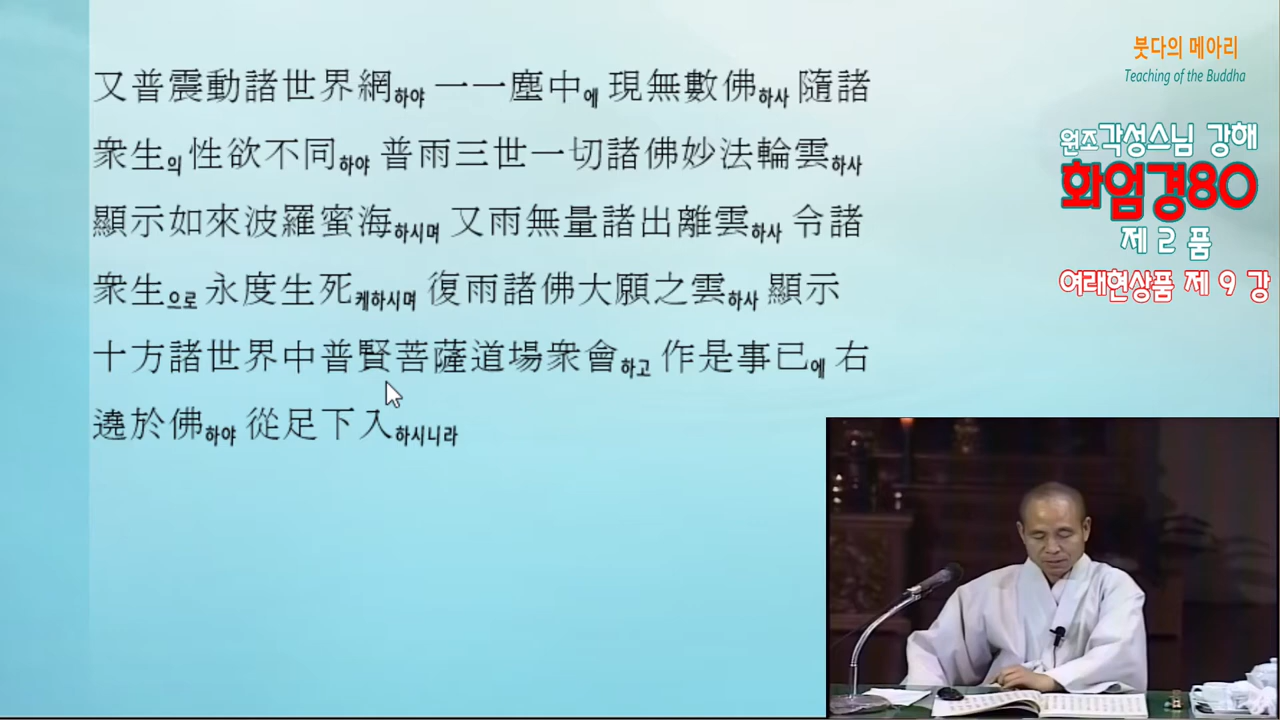 又普震動諸世界網하야 一一塵中에 現無數佛하사 隨諸
衆生의 性欲不同하야 普雨三世一切諸佛妙法輪雲하사
顯示如來波羅蜜海하시며 又雨無量諸出離雲하사 令諸
衆生으로 永度生死케하시며 復雨諸佛大願之雲하사 顯示
十方諸世界中普賢菩薩道場衆會하고 作是事已에 右
遶於佛하야 從足下入하시니라
붓다의 메아리
Teaching of the Buddha
원조각성스님 강해
화엄경80
제 2 품
여래현상품 제 9 강